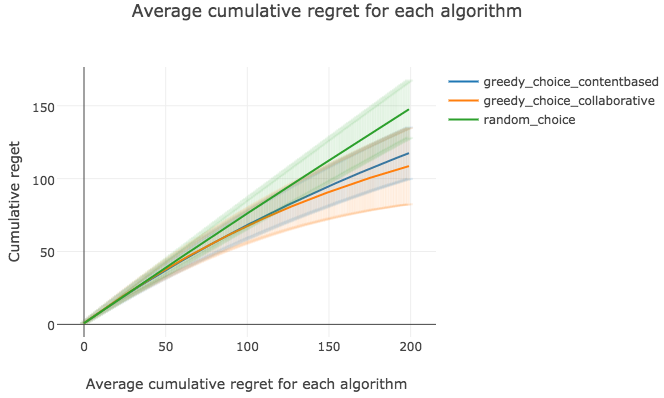 Average cumulative regret for each algorithm
greedy_choice_contentbased
greedy_choice_collaborative
random_choice
Cumulative reget
150
100
50
0
0 50 100 150 200
Average cumulative regret for each algorithm